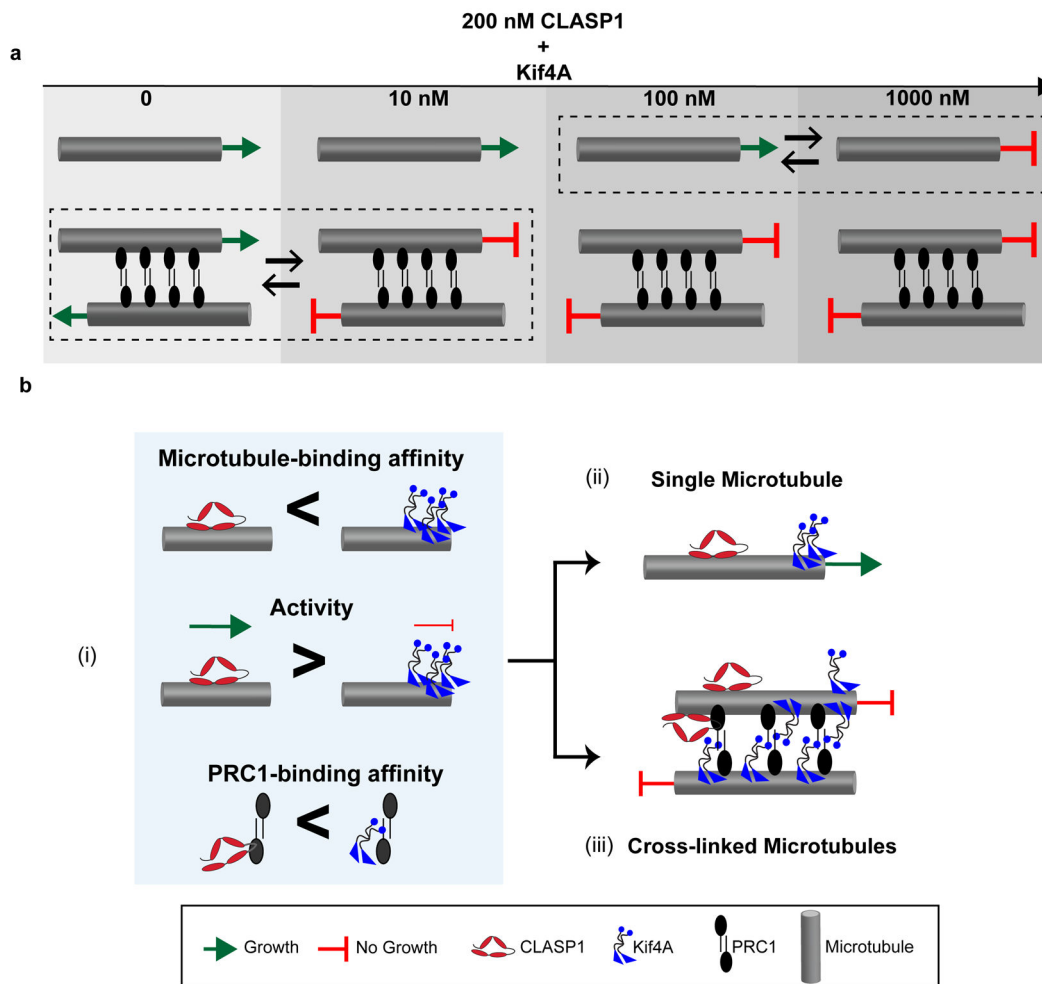 200 nM CLASP1
+
Kif4A
a
0 10 nM 100 nM 1000 nM
b
Microtubule-binding affinity
<
(i)
Activity
>
PRC1-binding affinity
<
(ii) Single Microtubule
(iii) Cross-linked Microtubules
Growth No Growth CLASP1 Kif4A PRC1 Microtubule